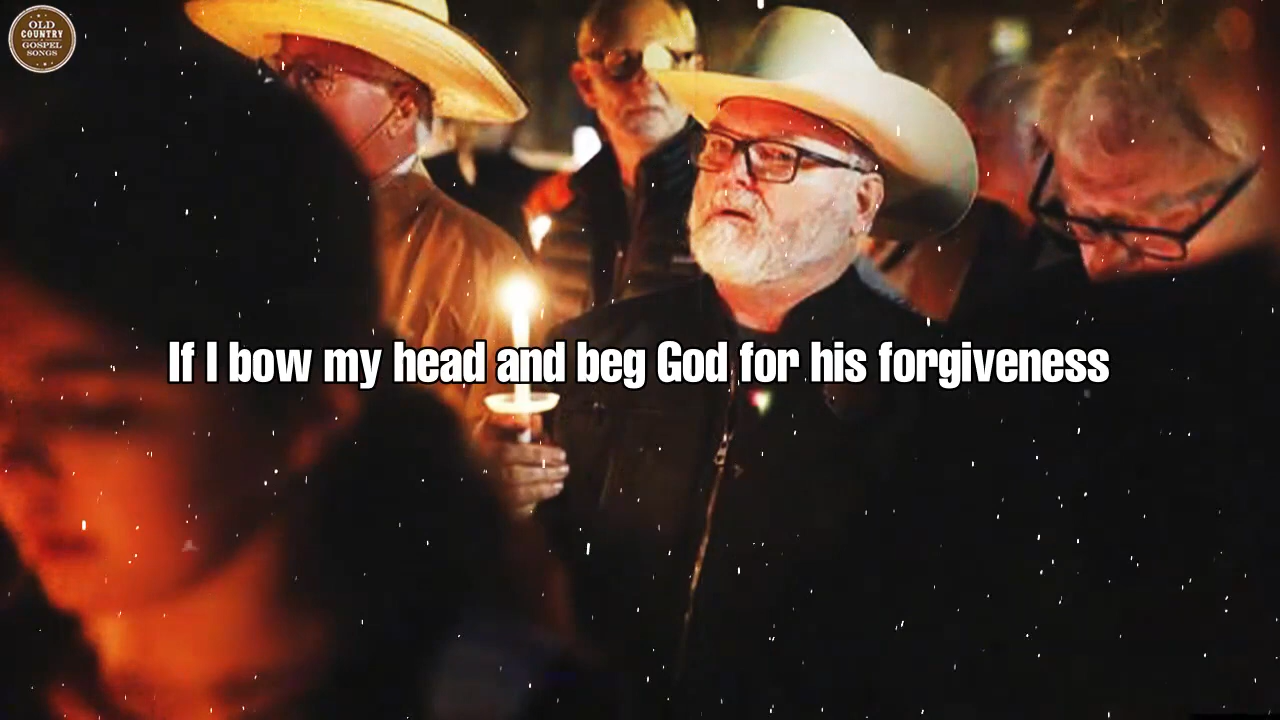 OLD
COUNTRY
GOSPEL
SONGS
If I bow my head and beg God for his forgiveness